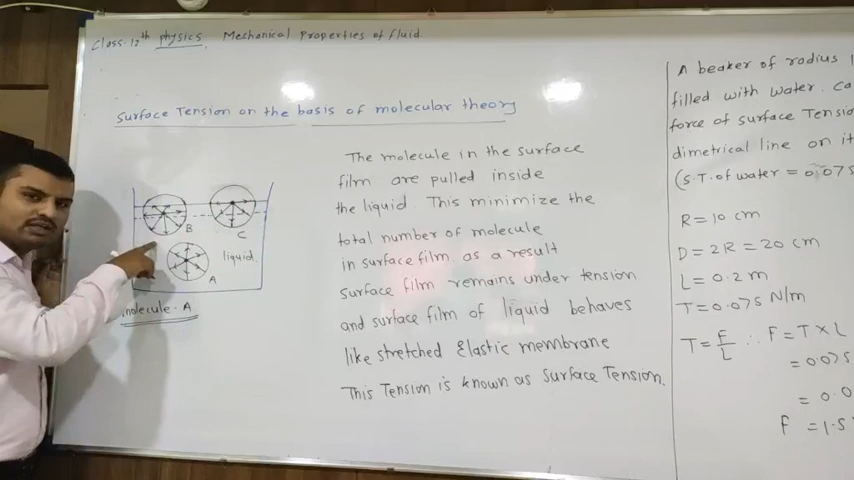 Class-12th physics. Mechanical Properties of fluid.
Surface Tension on the basis of molecular theory
B
C
liquid.
A
molecule - A
The molecule in the surface
film are pulled inside
the liquid. This minimize the
total number of molecule
in surface film. as a result
surface film remains under tension
and surface film of liquid behaves
like stretched Elastic membrane
This Tension is known as Surface Tension.
A beaker of radius 1
filled with water. Ca
force of surface Tensio
dimetrical line on it
(S.T. of water = 0.075
R = 10 cm
D = 2R = 20 cm
L = 0.2 m
T = 0.075 N/m
T = F/L ∴ F = T × L
= 0.075
= 0.0
F = 1.5